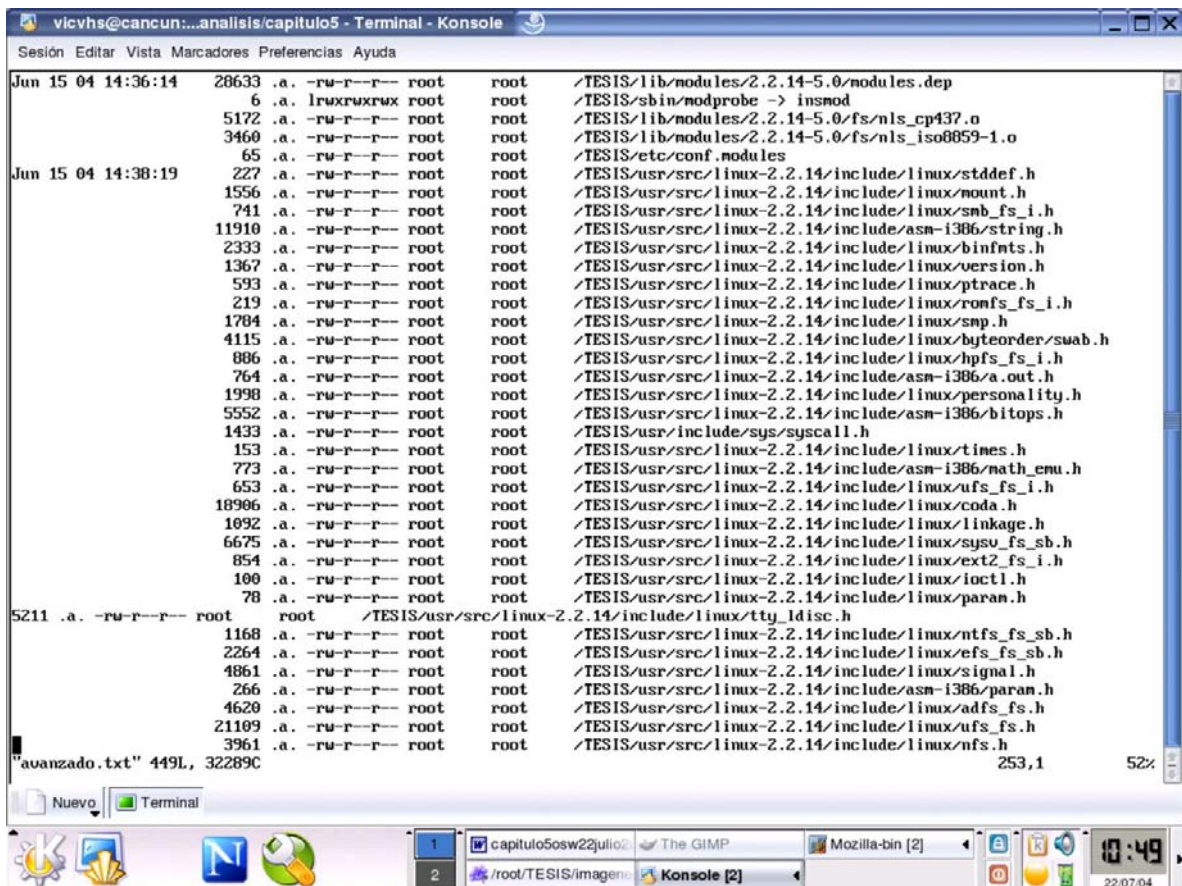 vicvhs@cancun:...analisis/capitulo5 - Terminal - Konsole
Sesión Editar Vista Marcadores Preferencias Ayuda
Jun 15 04 14:36:14 28633 .a. -rw-r--r-- root root /TESIS/lib/modules/2.2.14-5.0/modules.dep
6 .a. lrwxrwxrwx root root /TESIS/sbin/modprobe -> insmod
5172 .a. -rw-r--r-- root root /TESIS/lib/modules/2.2.14-5.0/fs/nls_cp437.o
3460 .a. -rw-r--r-- root root /TESIS/lib/modules/2.2.14-5.0/fs/nls_iso8859-1.o
65 .a. -rw-r--r-- root root /TESIS/etc/conf.modules
Jun 15 04 14:38:19 227 .a. -rw-r--r-- root root /TESIS/usr/src/linux-2.2.14/include/linux/stddef.h
1556 .a. -rw-r--r-- root root /TESIS/usr/src/linux-2.2.14/include/linux/mount.h
741 .a. -rw-r--r-- root root /TESIS/usr/src/linux-2.2.14/include/linux/smb_fs_i.h
11910 .a. -rw-r--r-- root root /TESIS/usr/src/linux-2.2.14/include/asm-i386/string.h
2333 .a. -rw-r--r-- root root /TESIS/usr/src/linux-2.2.14/include/linux/binfmts.h
1367 .a. -rw-r--r-- root root /TESIS/usr/src/linux-2.2.14/include/linux/version.h
593 .a. -rw-r--r-- root root /TESIS/usr/src/linux-2.2.14/include/linux/ptrace.h
219 .a. -rw-r--r-- root root /TESIS/usr/src/linux-2.2.14/include/linux/romfs_fs_i.h
1784 .a. -rw-r--r-- root root /TESIS/usr/src/linux-2.2.14/include/linux/smp.h
4115 .a. -rw-r--r-- root root /TESIS/usr/src/linux-2.2.14/include/linux/byteorder/swab.h
886 .a. -rw-r--r-- root root /TESIS/usr/src/linux-2.2.14/include/linux/hpfs_fs_i.h
764 .a. -rw-r--r-- root root /TESIS/usr/src/linux-2.2.14/include/asm-i386/a.out.h
1998 .a. -rw-r--r-- root root /TESIS/usr/src/linux-2.2.14/include/linux/personality.h
5552 .a. -rw-r--r-- root root /TESIS/usr/src/linux-2.2.14/include/asm-i386/bitops.h
1433 .a. -rw-r--r-- root root /TESIS/usr/include/sys/syscall.h
153 .a. -rw-r--r-- root root /TESIS/usr/src/linux-2.2.14/include/linux/times.h
773 .a. -rw-r--r-- root root /TESIS/usr/src/linux-2.2.14/include/asm-i386/math_emu.h
653 .a. -rw-r--r-- root root /TESIS/usr/src/linux-2.2.14/include/linux/ufs_fs_i.h
18906 .a. -rw-r--r-- root root /TESIS/usr/src/linux-2.2.14/include/linux/coda.h
1092 .a. -rw-r--r-- root root /TESIS/usr/src/linux-2.2.14/include/linux/linkage.h
6675 .a. -rw-r--r-- root root /TESIS/usr/src/linux-2.2.14/include/linux/sysv_fs_sb.h
854 .a. -rw-r--r-- root root /TESIS/usr/src/linux-2.2.14/include/linux/ext2_fs_i.h
100 .a. -rw-r--r-- root root /TESIS/usr/src/linux-2.2.14/include/linux/ioctl.h
78 .a. -rw-r--r-- root root /TESIS/usr/src/linux-2.2.14/include/linux/param.h
5211 .a. -rw-r--r-- root root /TESIS/usr/src/linux-2.2.14/include/linux/tty_ldisc.h
1168 .a. -rw-r--r-- root root /TESIS/usr/src/linux-2.2.14/include/linux/ntfs_fs_sb.h
2264 .a. -rw-r--r-- root root /TESIS/usr/src/linux-2.2.14/include/linux/efs_fs_sb.h
4861 .a. -rw-r--r-- root root /TESIS/usr/src/linux-2.2.14/include/linux/signal.h
266 .a. -rw-r--r-- root root /TESIS/usr/src/linux-2.2.14/include/asm-i386/param.h
4620 .a. -rw-r--r-- root root /TESIS/usr/src/linux-2.2.14/include/linux/adfs_fs.h
21109 .a. -rw-r--r-- root root /TESIS/usr/src/linux-2.2.14/include/linux/ufs_fs.h
3961 .a. -rw-r--r-- root root /TESIS/usr/src/linux-2.2.14/include/linux/nfs.h
"avanzado.txt" 449L, 32289C 253,1 52%
Nuevo Terminal
1 capitulo5osw22julio2 The GIMP Mozilla-bin [2]
2 /root/TESIS/imagene Konsole [2]
10:49
22/07/04